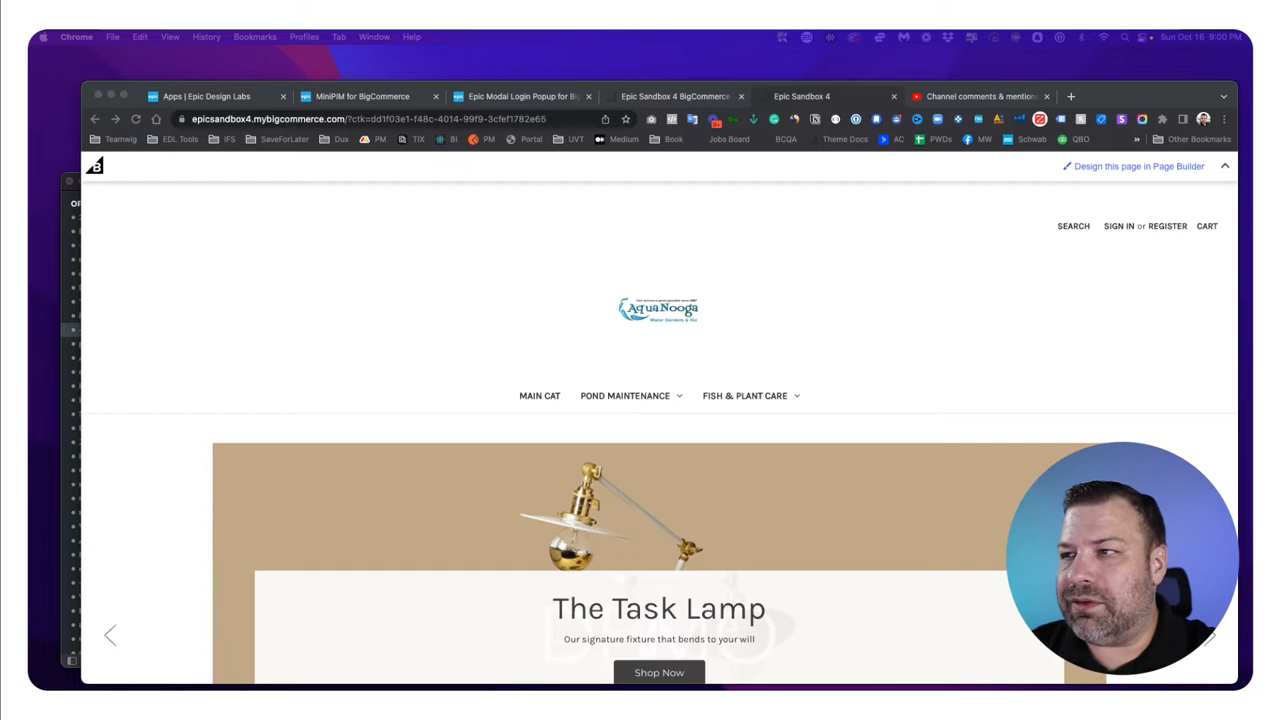 Chrome File Edit View History Bookmarks Profiles Tab Window Help Sun Oct 16 9:00 PM
Apps | Epic Design Labs MiniPIM for BigCommerce Epic Modal Login Popup for Big Epic Sandbox 4 BigCommerce Epic Sandbox 4 Channel comments & mention
epicsandbox4.mybigcommerce.com/?ctk=dd1f03e1-f48c-4014-99f9-3cfef1782e65
Teamwig EDL Tools IFS SaveForLater Dux TIX BI PM Portal UVT Medium Book Jobs Board BCQA Theme Docs AC PWDs MW Schwab QBO » Other Bookmarks
B Design this page in Page Builder
SEARCH SIGN IN or REGISTER CART
AquaNooga
Water Gardens &
MAIN CAT POND MAINTENANCE FISH & PLANT CARE
The Task Lamp
Our signature fixture that bends to your will
DEMO
Shop Now